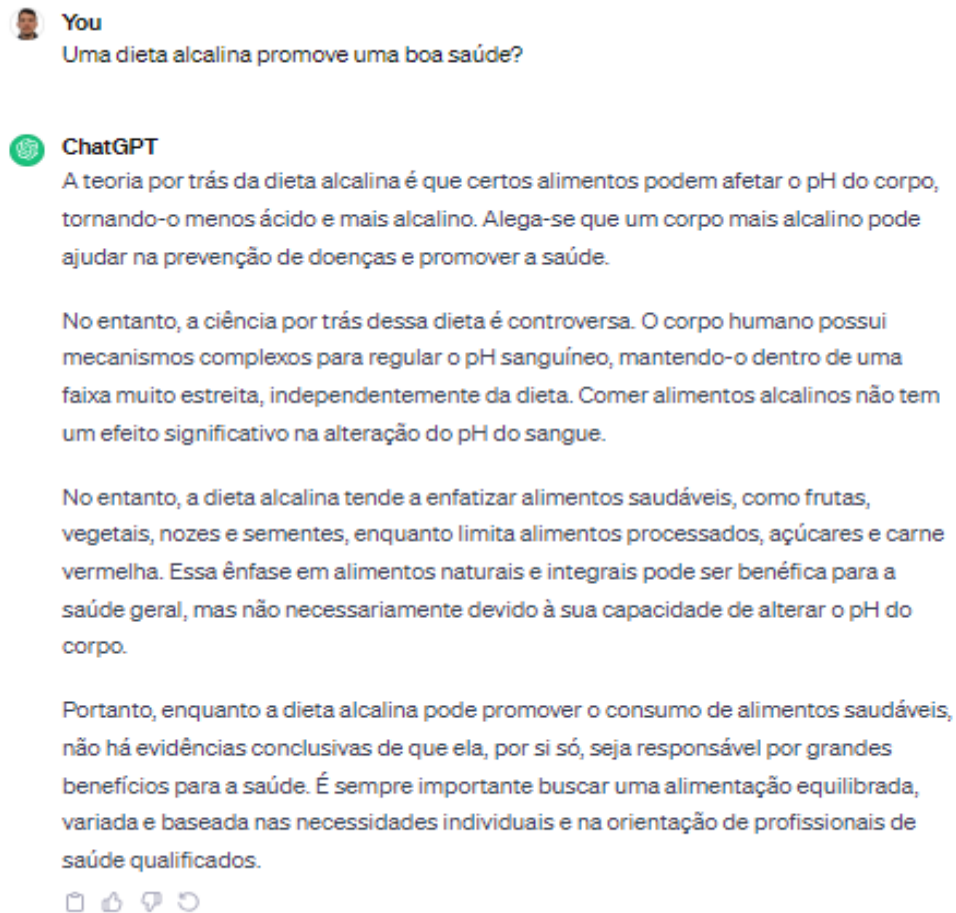 You
Uma dieta alcalina promove uma boa saúde?
ChatGPT
A teoria por trás da dieta alcalina é que certos alimentos podem afetar o pH do corpo,
tornando-o menos ácido e mais alcalino. Alega-se que um corpo mais alcalino pode
ajudar na prevenção de doenças e promover a saúde.
No entanto, a ciência por trás dessa dieta é controversa. O corpo humano possui
mecanismos complexos para regular o pH sanguíneo, mantendo-o dentro de uma
faixa muito estreita, independentemente da dieta. Comer alimentos alcalinos não tem
um efeito significativo na alteração do pH do sangue.
No entanto, a dieta alcalina tende a enfatizar alimentos saudáveis, como frutas,
vegetais, nozes e sementes, enquanto limita alimentos processados, açúcares e carne
vermelha. Essa ênfase em alimentos naturais e integrais pode ser benéfica para a
saúde geral, mas não necessariamente devido à sua capacidade de alterar o pH do
corpo.
Portanto, enquanto a dieta alcalina pode promover o consumo de alimentos saudáveis,
não há evidências conclusivas de que ela, por si só, seja responsável por grandes
benefícios para a saúde. É sempre importante buscar uma alimentação equilibrada,
variada e baseada nas necessidades individuais e na orientação de profissionais de
saúde qualificados.